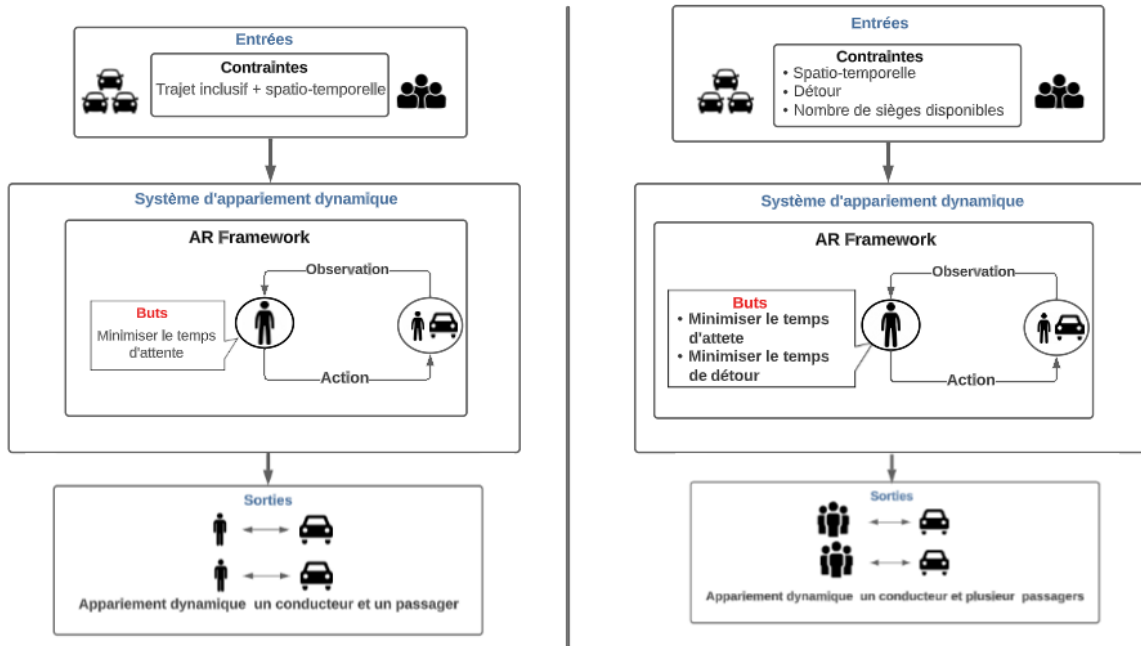 Entrées
Contraintes
Trajet inclusif + spatio-temporelle
Système d'appariement dynamique
AR Framework
Observation
Buts
Minimiser le temps
d'attente
Action
Sorties
Appariement dynamique un conducteur et un passager
Entrées
Contraintes
• Spatio-temporelle
• Détour
• Nombre de sièges disponibles
Système d'appariement dynamique
AR Framework
Observation
Buts
• Minimiser le temps
d'attete
• Minimiser le temps
de détour
Action
Sorties
Appariement dynamique un conducteur et plusieur passagers